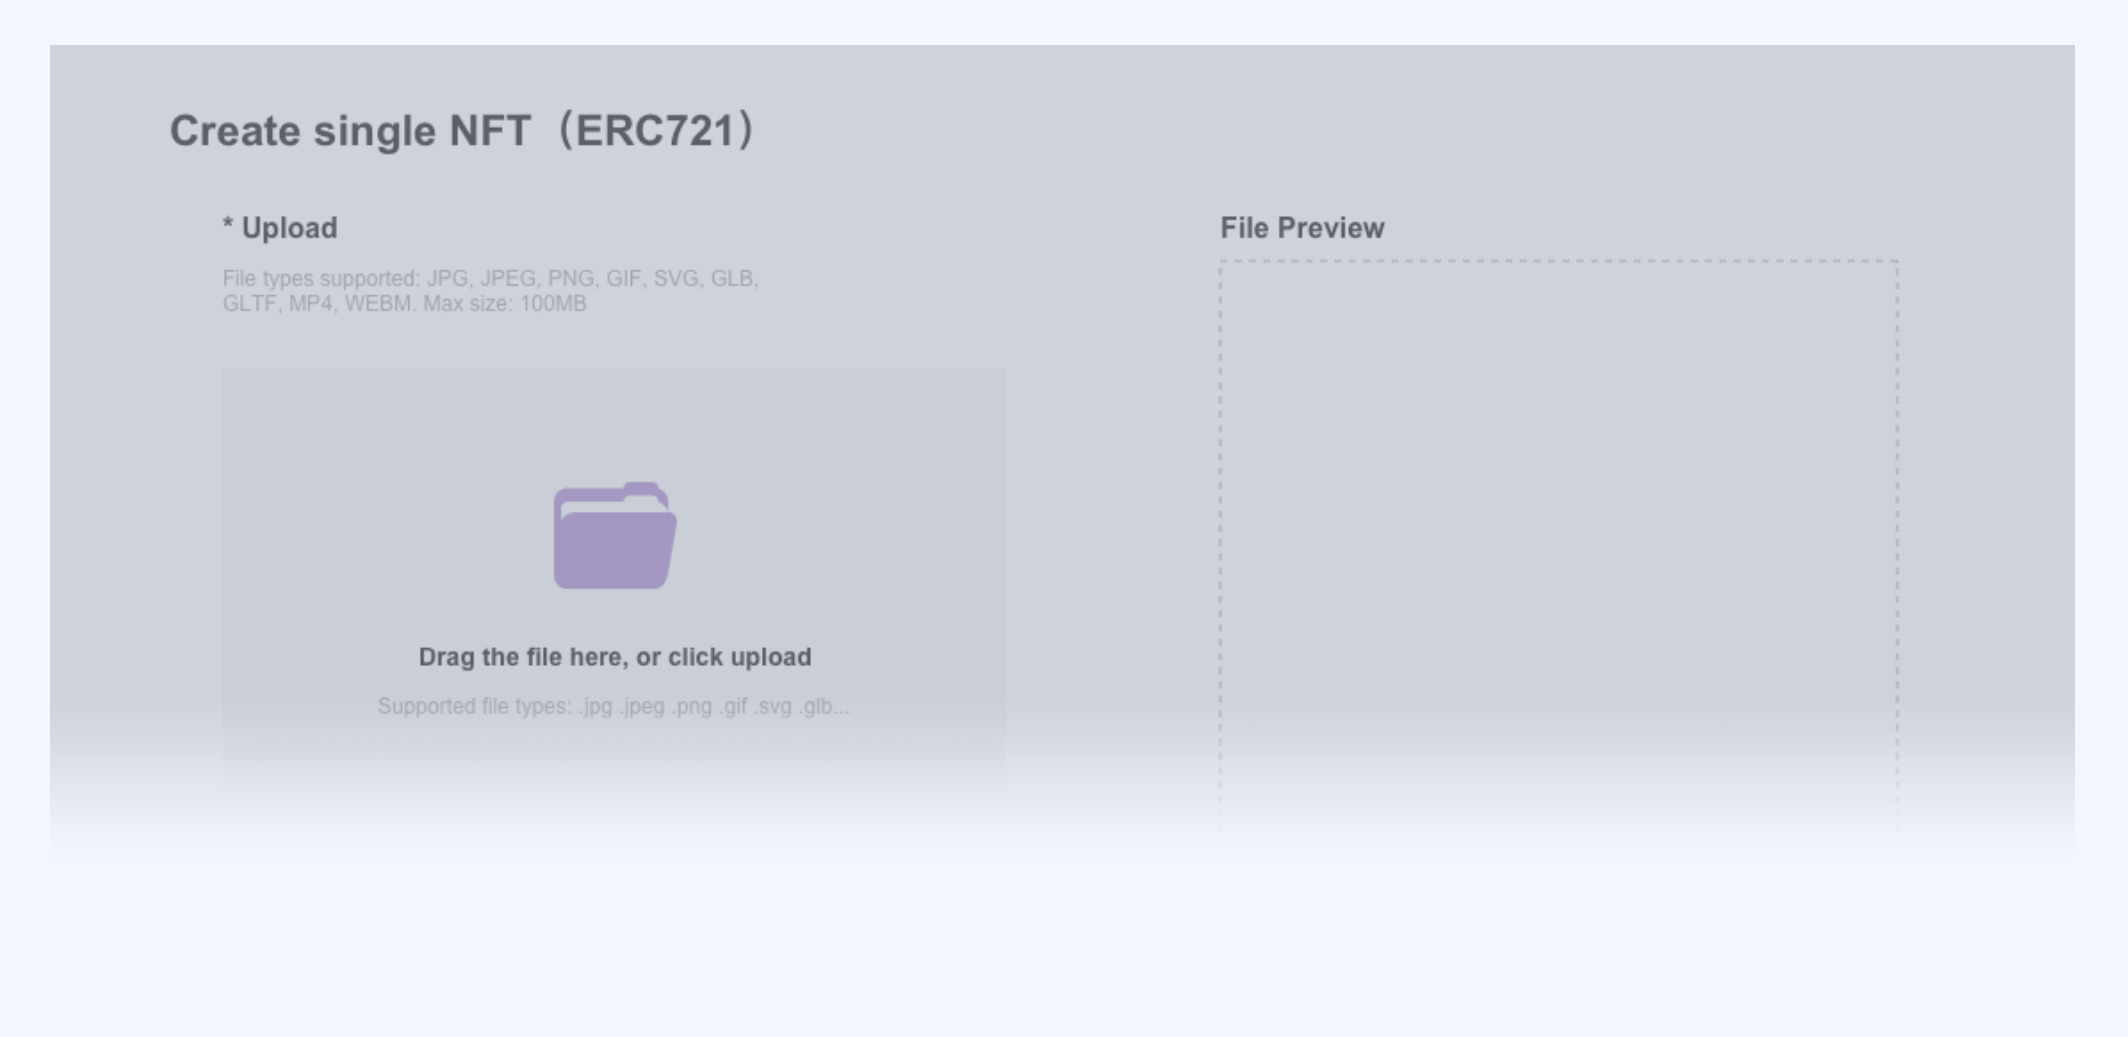 Create single NFT（ERC721）
* Upload
File types supported: JPG, JPEG, PNG, GIF, SVG, GLB,
GLTF, MP4, WEBM. Max size: 100MB
Drag the file here, or click upload
Supported file types: .jpg .jpeg .png .gif .svg .glb...
File Preview